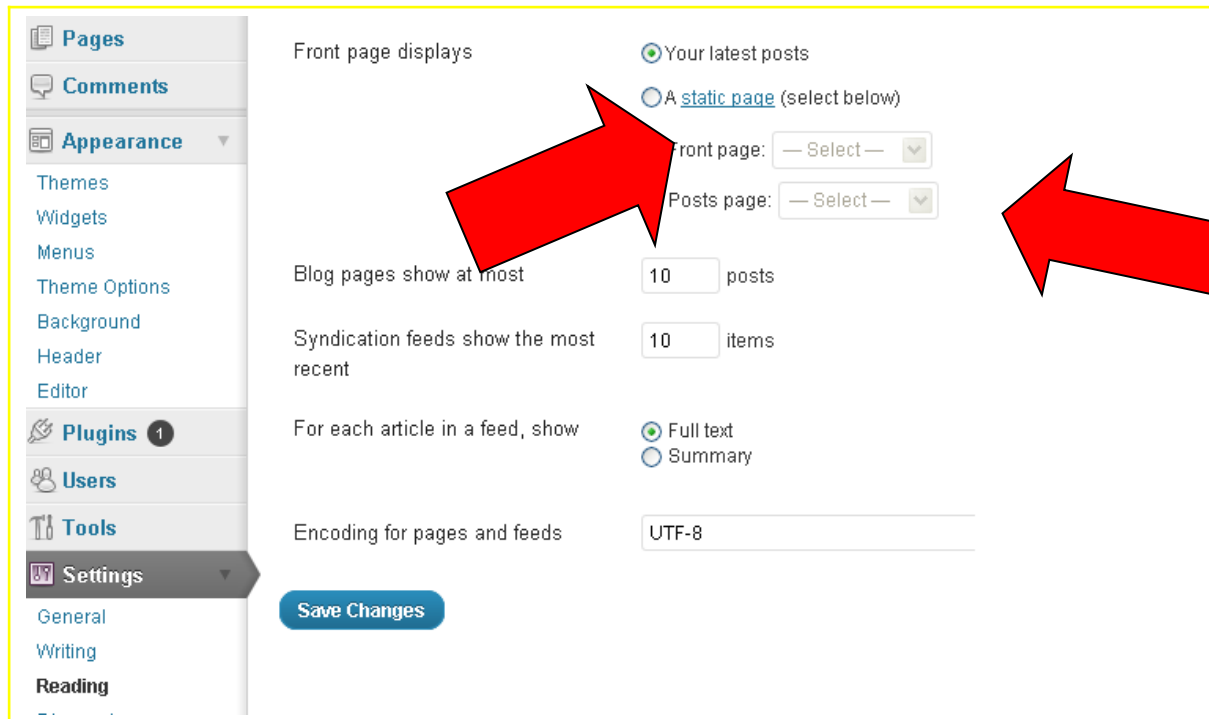 Pages
Comments
Appearance
Themes
Widgets
Menus
Theme Options
Background
Header
Editor
Plugins 1
Users
Tools
Settings
General
Writing
Reading
Front page displays
Your latest posts
A static page (select below)
Front page: — Select —
Posts page: — Select —
Blog pages show at most 10 posts
Syndication feeds show the most
recent
10 items
For each article in a feed, show
Full text
Summary
Encoding for pages and feeds UTF-8
Save Changes